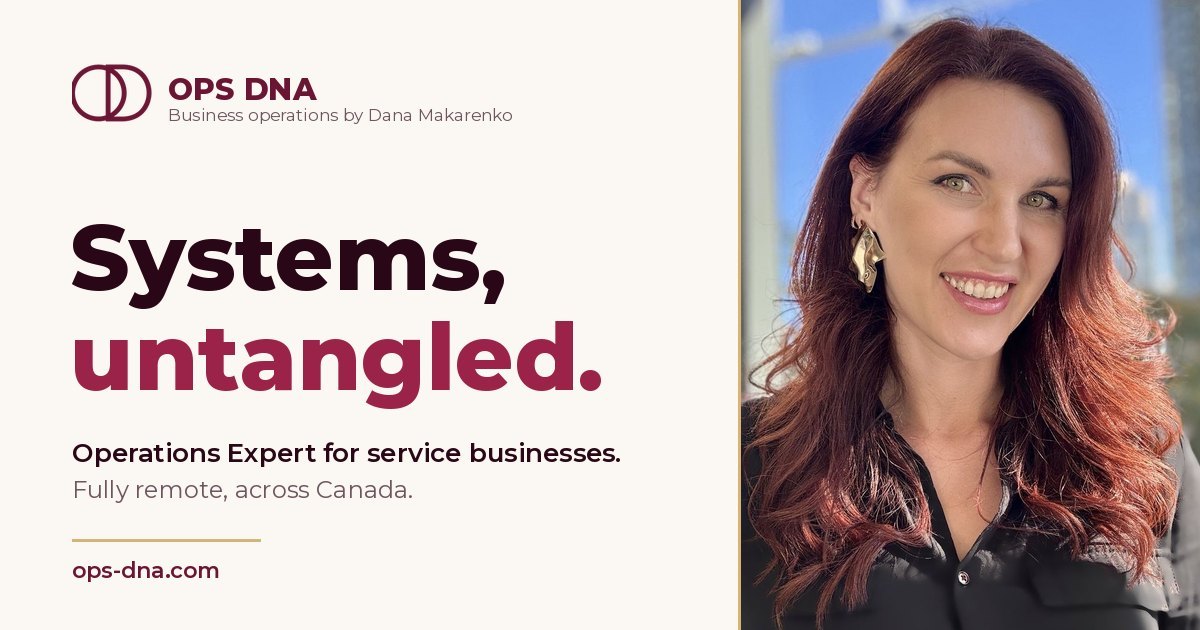 OPS DNA
Business operations by Dana Makarenko
Systems,
untangled.
Operations Expert for service businesses.
Fully remote, across Canada.
ops-dna.com